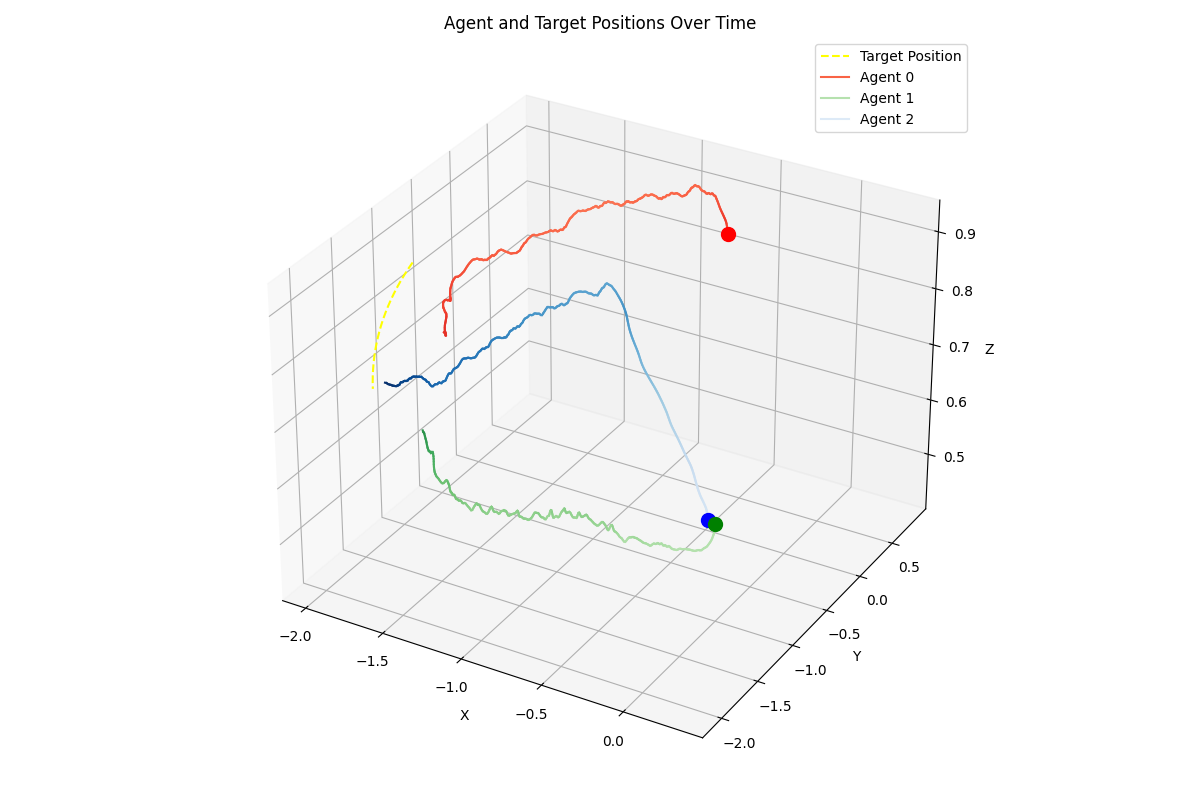 Agent and Target Positions Over Time
Target Position
Agent 0
Agent 1
Agent 2
0.9
0.8
Z
0.7
0.6
0.5
0.5
0.0
−0.5
Y
−1.0
−1.5
−2.0
−2.0
−1.5
−1.0
X
−0.5
0.0